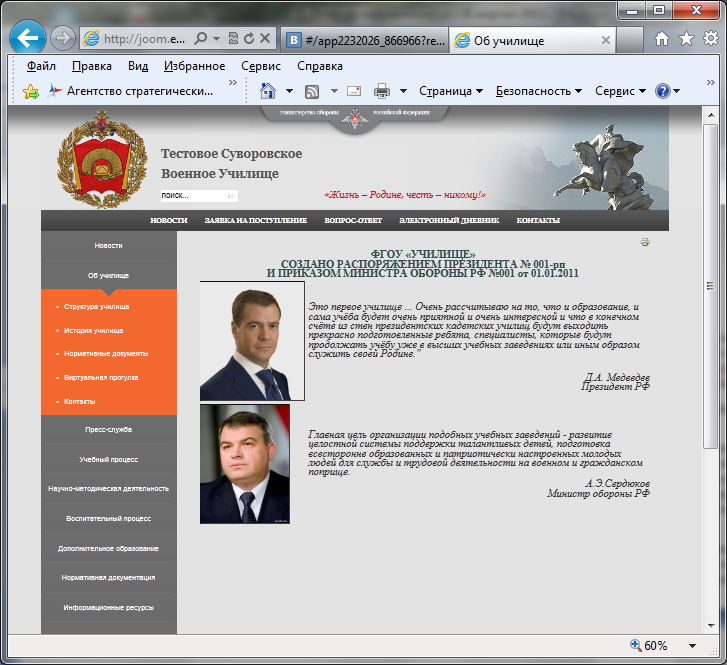 http://joom.e...
#/app2232026_866966?re...
Об училище
Файл Правка Вид Избранное Сервис Справка
Агентство стратегически...
Страница Безопасность Сервис
Министерство Обороны Российской Федерации
Тестовое Суворовское
Военное Училище
поиск...
«Жизнь – Родине, честь – никому!»
НОВОСТИ ЗАЯВКА НА ПОСТУПЛЕНИЕ ВОПРОС-ОТВЕТ ЭЛЕКТРОННЫЙ ДНЕВНИК КОНТАКТЫ
Новости
Об училище
Структура училища
История училища
Нормативные документы
Виртуальная прогулка
Контакты
Пресс-служба
Учебный процесс
Научно-методическая деятельность
Воспитательный процесс
Дополнительное образование
Нормативная документация
Информационные ресурсы
ФГОУ «УЧИЛИЩЕ»
СОЗДАНО РАСПОРЯЖЕНИЕМ ПРЕЗИДЕНТА № 001-рп
И ПРИКАЗОМ МИНИСТРА ОБОРОНЫ РФ №001 от 01.01.2011
Это первое училище ... Очень рассчитываю на то, что и образование, и
сама учёба будет очень приятной и очень интересной и что в конечном
счёте из стен президентских кадетских училищ будут выходить
прекрасно подготовленные ребята, специалисты, которые будут
продолжать учёбу уже в высших учебных заведениях или иным образом
служить своей Родине."
Д.А. Медведев
Президент РФ
Главная цель организации подобных учебных заведений - развитие
целостной системы поддержки талантливых детей, подготовка
всесторонне образованных и патриотически настроенных молодых
людей для службы и трудовой деятельности на военном и гражданском
поприще.
А.Э.Сердюков
Министр обороны РФ
60%